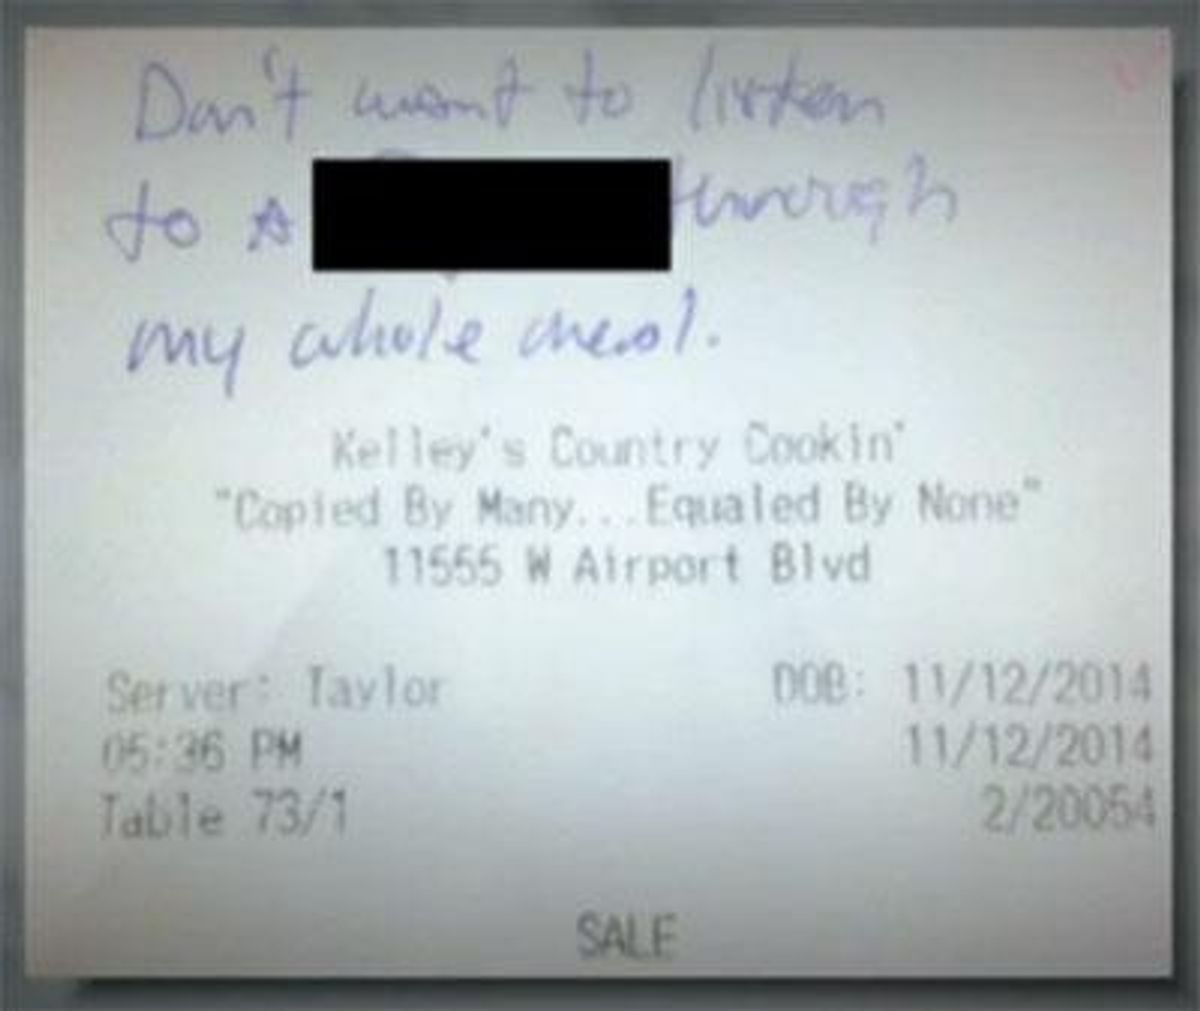 Don't want to listen
to A through
my whole meal.
Kelley's Country Cookin'
"Copied By Many...Equaled By None"
11555 W Airport Blvd
Server: Taylor DOB: 11/12/2014
05:36 PM 11/12/2014
Table 73/1 2/20054
SALE